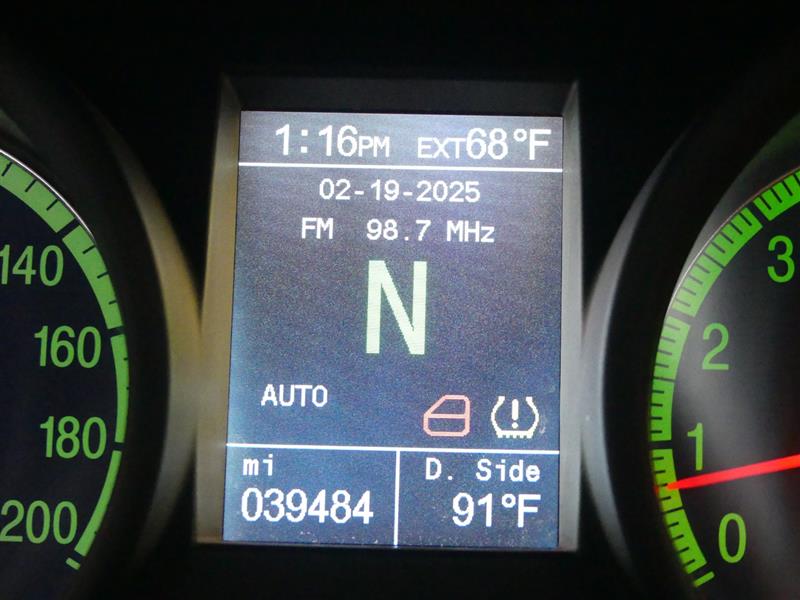 1:16PM EXT68°F
02-19-2025
FM 98.7 MHz
N
AUTO
mi
039484
D. Side
91°F
140
160
180
200
3
2
1
0